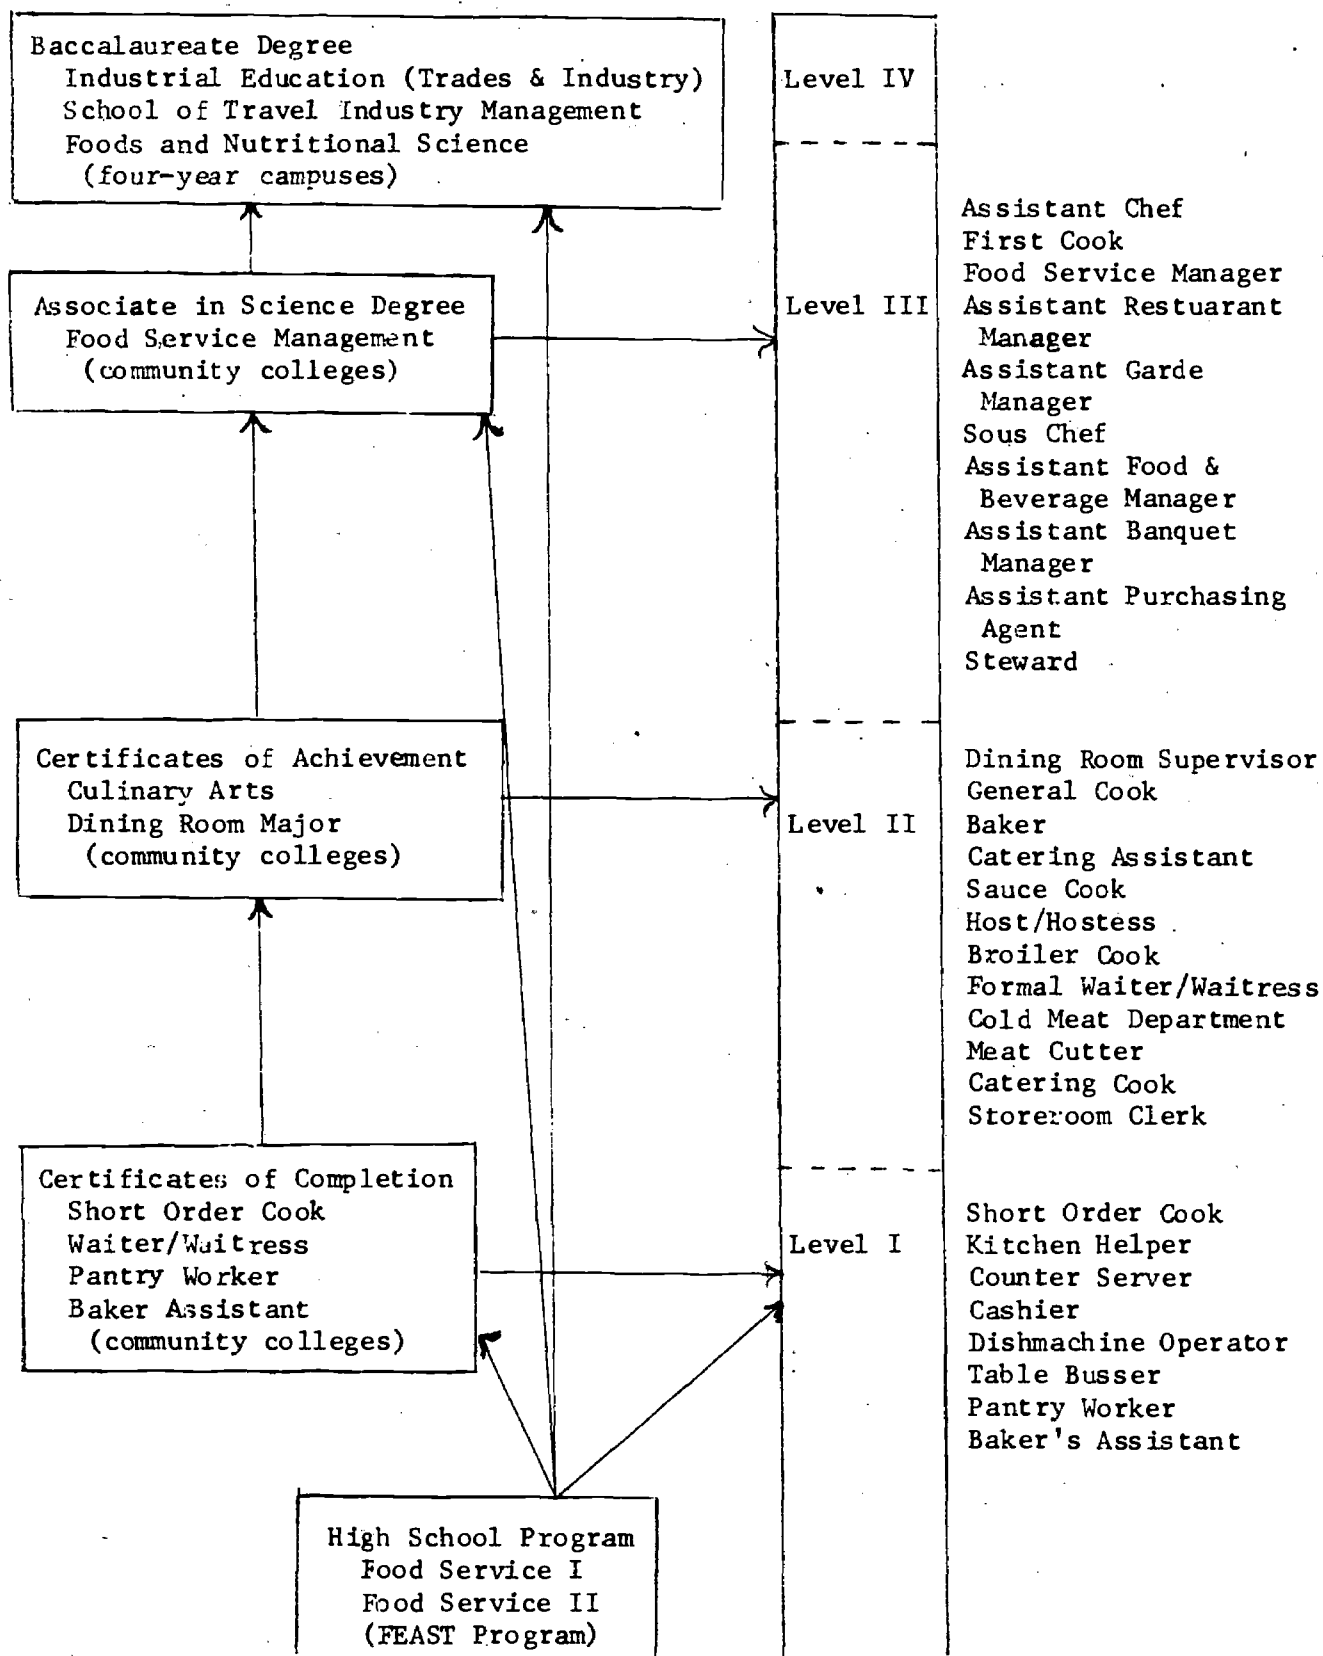 Baccalaureate Degree
Industrial Education (Trades & Industry)
School of Travel Industry Management
Foods and Nutritional Science
(four-year campuses)
Associate in Science Degree
Food Service Management
(community colleges)
Certificates of Achievement
Culinary Arts
Dining Room Major
(community colleges)
Certificates of Completion
Short Order Cook
Waiter/Waitress
Pantry Worker
Baker Assistant
(community colleges)
High School Program
Food Service I
Food Service II
(FEAST Program)
Level IV
Level III
Level II
Level I
Assistant Chef
First Cook
Food Service Manager
Assistant Restuarant
Manager
Assistant Garde
Manager
Sous Chef
Assistant Food &
Beverage Manager
Assistant Banquet
Manager
Assistant Purchasing
Agent
Steward
Dining Room Supervisor
General Cook
Baker
Catering Assistant
Sauce Cook
Host/Hostess
Broiler Cook
Formal Waiter/Waitress
Cold Meat Department
Meat Cutter
Catering Cook
Storeroom Clerk
Short Order Cook
Kitchen Helper
Counter Server
Cashier
Dishmachine Operator
Table Busser
Pantry Worker
Baker's Assistant